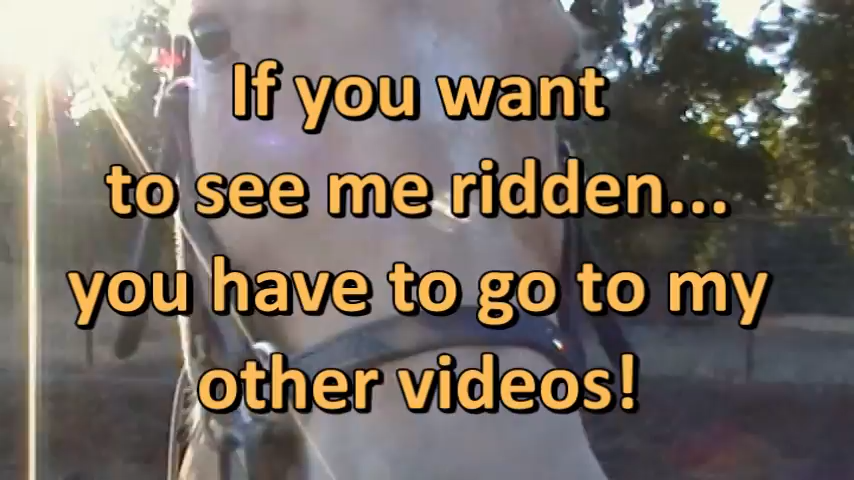 If you want
to see me ridden...
you have to go to my
other videos!